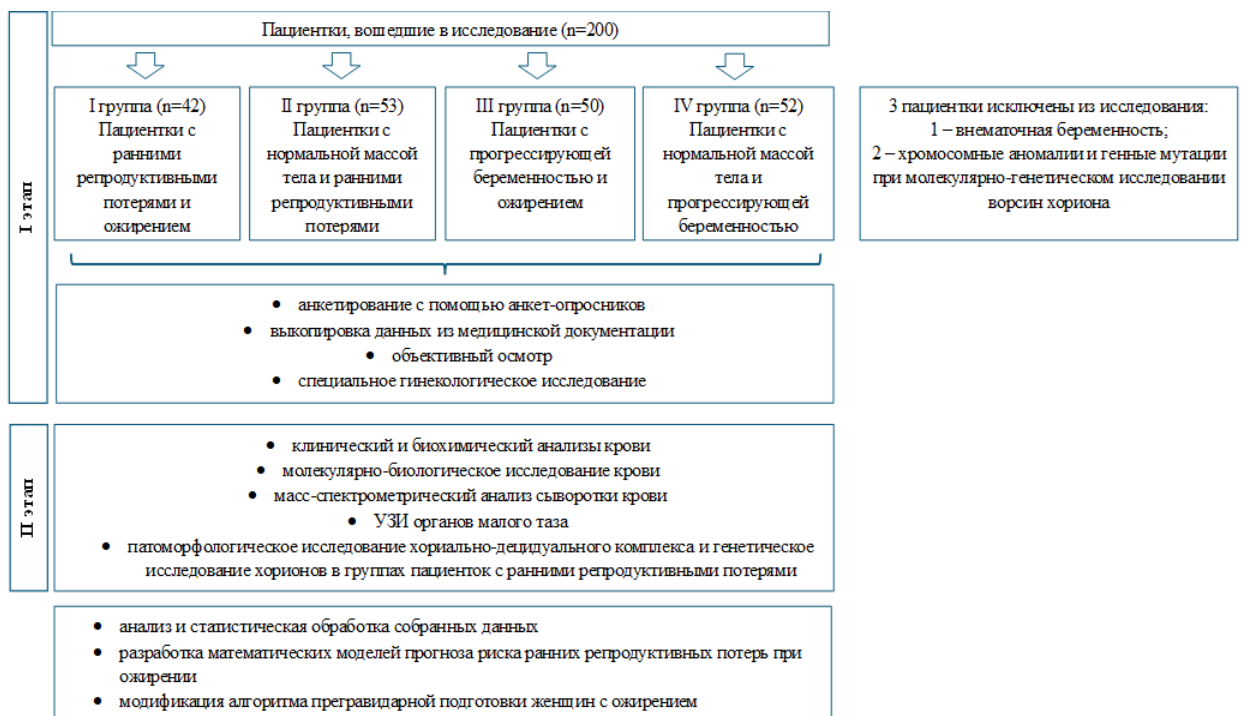 Пациентки, вошедшие в исследование (n=200)
I группа (n=42)
Пациентки с
ранними
репродуктивными
потерями и
ожирением
II группа (n=53)
Пациентки с
нормальной массой
тела и ранними
репродуктивными
потерями
III группа (n=50)
Пациентки с
прогрессирующей
беременностью и
ожирением
IV группа (n=52)
Пациентки с
нормальной массой
тела и
прогрессирующей
беременностью
3 пациентки исключены из исследования:
1 – внематочная беременность;
2 – хромосомные аномалии и генные мутации
при молекулярно-генетическом исследовании
ворсин хориона
I этап
• анкетирование с помощью анкет-опросников
• выкопировка данных из медицинской документации
• объективный осмотр
• специальное гинекологическое исследование
II этап
• клинический и биохимический анализы крови
• молекулярно-биологическое исследование крови
• масс-спектрометрический анализ сыворотки крови
• УЗИ органов малого таза
• патоморфологическое исследование хориально-децидуального комплекса и генетическое
исследование хорионов в группах пациенток с ранними репродуктивными потерями
• анализ и статистическая обработка собранных данных
• разработка математических моделей прогноза риска ранних репродуктивных потерь при
ожирении
• модификация алгоритма прегравидарной подготовки женщин с ожирением